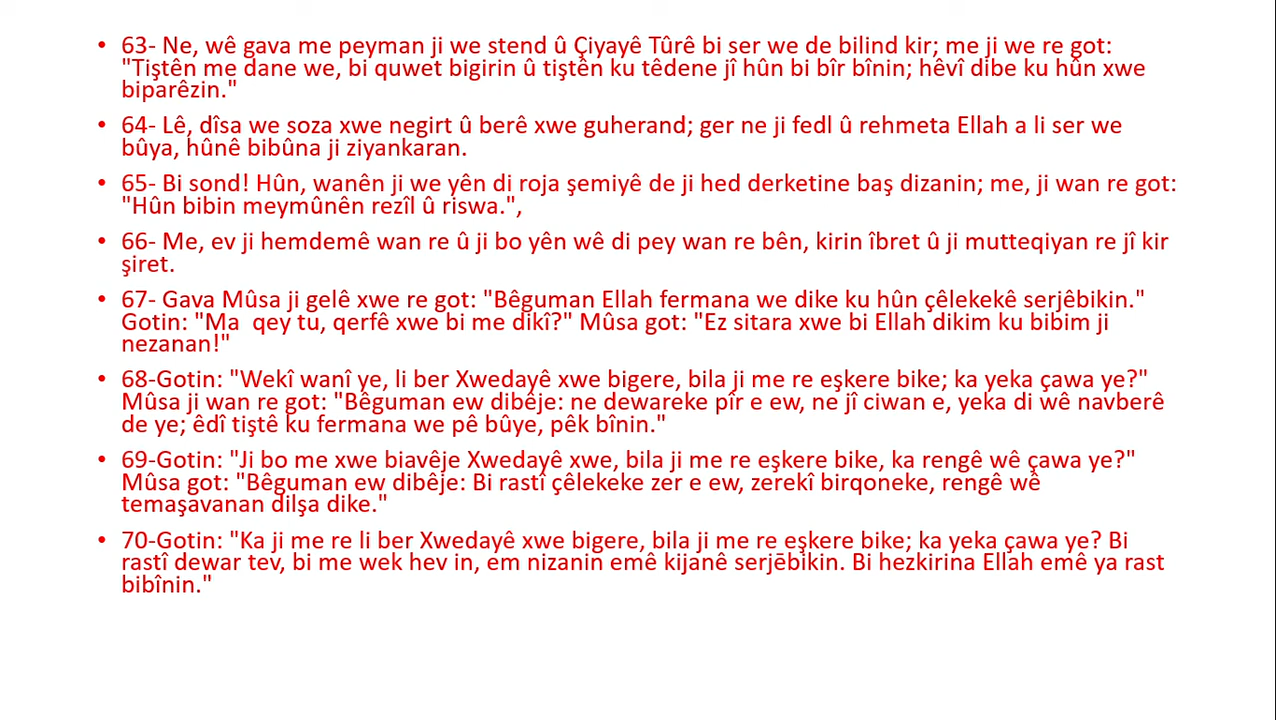 • 63- Ne, wê gava me peyman ji we stend û Çiyayê Tûrê bi ser we de bilind kir; me ji we re got:
"Tiştên me dane we, bi quwet bigirin û tiştên ku têdene jî hûn bi bîr bînin; hêvî dibe ku hûn xwe
biparêzin."
• 64- Lê, dîsa we soza xwe negirt û berê xwe guherand; ger ne ji fedl û rehmeta Ellah a li ser we
bûya, hûnê bibûna ji ziyankaran.
• 65- Bi sond! Hûn, wanên ji we yên di roja şemiyê de ji hed derketine baş dizanin; me, ji wan re got:
"Hûn bibin meymûnên rezîl û riswa.",
• 66- Me, ev ji hemdemê wan re û ji bo yên wê di pey wan re bên, kirin îbret û ji mutteqiyan re jî kir
şiret.
• 67- Gava Mûsa ji gelê xwe re got: "Bêguman Ellah fermana we dike ku hûn çêlekekê serjêbikin."
Gotin: "Ma  qey tu, qerfê xwe bi me dikî?" Mûsa got: "Ez sitara xwe bi Ellah dikim ku bibim ji
nezanan!"
• 68-Gotin: "Wekî wanî ye, li ber Xwedayê xwe bigere, bila ji me re eşkere bike; ka yeka çawa ye?"
Mûsa ji wan re got: "Bêguman ew dibêje: ne dewareke pîr e ew, ne jî ciwan e, yeka di wê navberê
de ye; êdî tiştê ku fermana we pê bûye, pêk bînin."
• 69-Gotin: "Ji bo me xwe biavêje Xwedayê xwe, bila ji me re eşkere bike, ka rengê wê çawa ye?"
Mûsa got: "Bêguman ew dibêje: Bi rastî çêlekeke zer e ew, zerekî birqoneke, rengê wê
temaşavanan dilşa dike."
• 70-Gotin: "Ka ji me re li ber Xwedayê xwe bigere, bila ji me re eşkere bike; ka yeka çawa ye? Bi
rastî dewar tev, bi me wek hev in, em nizanin emê kijanê serjēbikin. Bi hezkirina Ellah emê ya rast
bibînin."